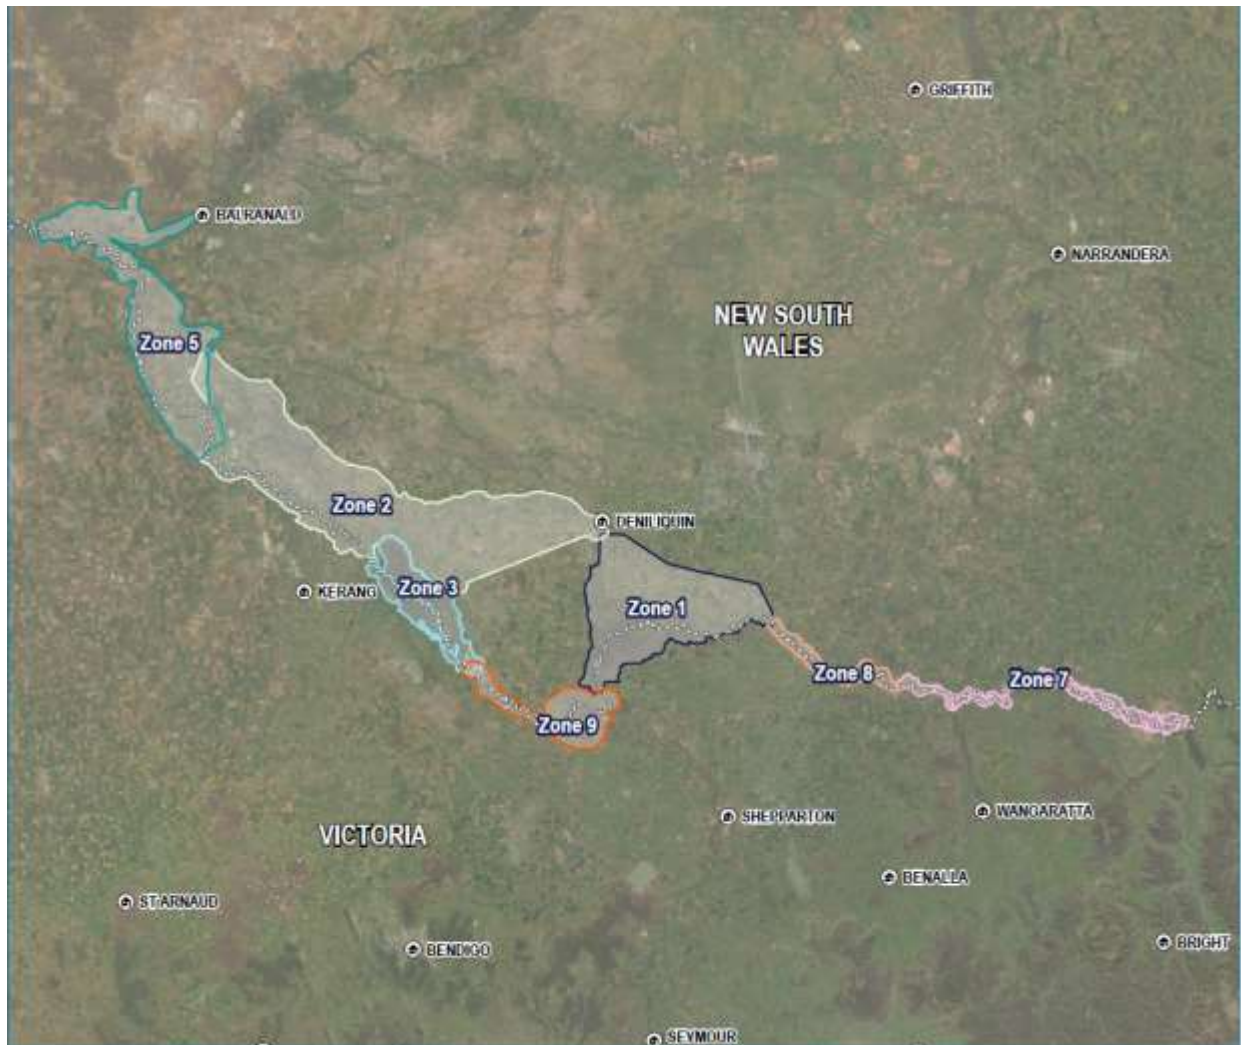 GRIFFITH
BALRANALD
NARRANDERA
NEW SOUTH
WALES
Zone 5
Zone 2
DENILIQUIN
KERANG
Zone 3
Zone 1
Zone 8
Zone 7
Zone 9
SHEPPARTON
WANGARATTA
VICTORIA
BENALLA
ST ARNAUD
BENDIGO
BRIGHT
SEYMOUR